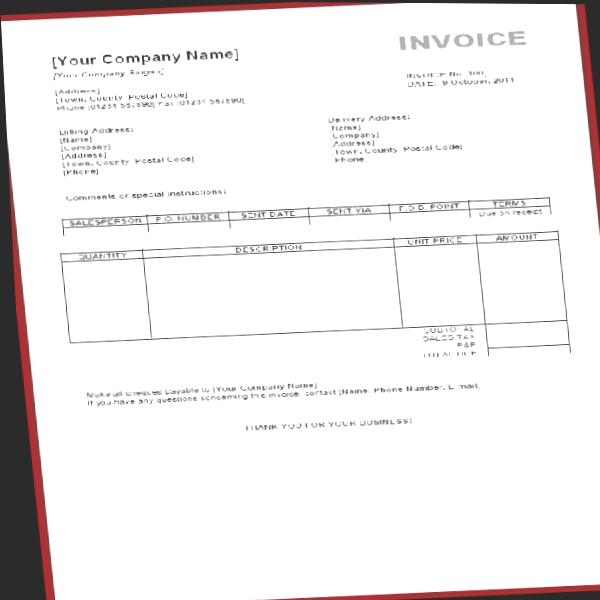 INVOICE
[Your Company Name]
[Your Company Slogan]
INVOICE No. 100
DATE: 9 October, 2011
[Address]
[Town, County Postal Code]
Phone [01234 567890] Fax [01234 567890]
Billing Address:
[Name]
[Company]
[Address]
[Town, County Postal Code]
[Phone]
Delivery Address:
[Name]
[Company]
[Address]
[Town, County Postal Code]
[Phone]
Comments or special instructions:
SALESPERSON P.O. NUMBER SENT DATE SENT VIA F.O.B. POINT TERMS
Due on receipt
QUANTITY DESCRIPTION UNIT PRICE AMOUNT
SUBTOTAL
SALES TAX
P&P
TOTAL DUE
Make all cheques payable to [Your Company Name]
If you have any questions concerning this invoice, contact [Name, Phone Number, E-mail]
THANK YOU FOR YOUR BUSINESS!